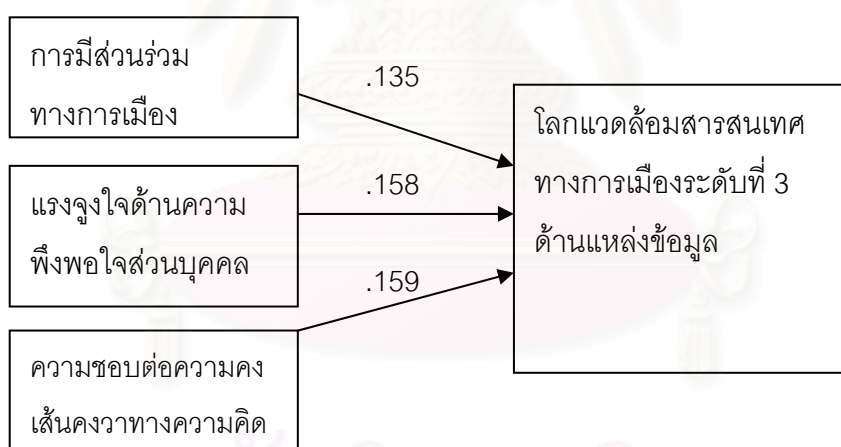 การมีส่วนร่วม
ทางการเมือง
.135
แรงจูงใจด้านความ
พึงพอใจส่วนบุคคล
.158
ความชอบต่อความคง
เส้นคงวาทางความคิด
.159
โลกแวดล้อมสารสนเทศ
ทางการเมืองระดับที่ 3
ด้านแหล่งข้อมูล